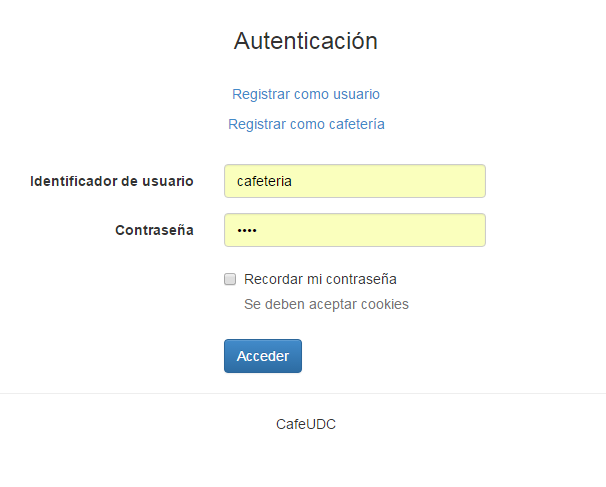 Autenticación
Registrar como usuario
Registrar como cafetería
Identificador de usuario
cafeteria
Contraseña
••••
Recordar mi contraseña
Se deben aceptar cookies
Acceder
CafeUDC